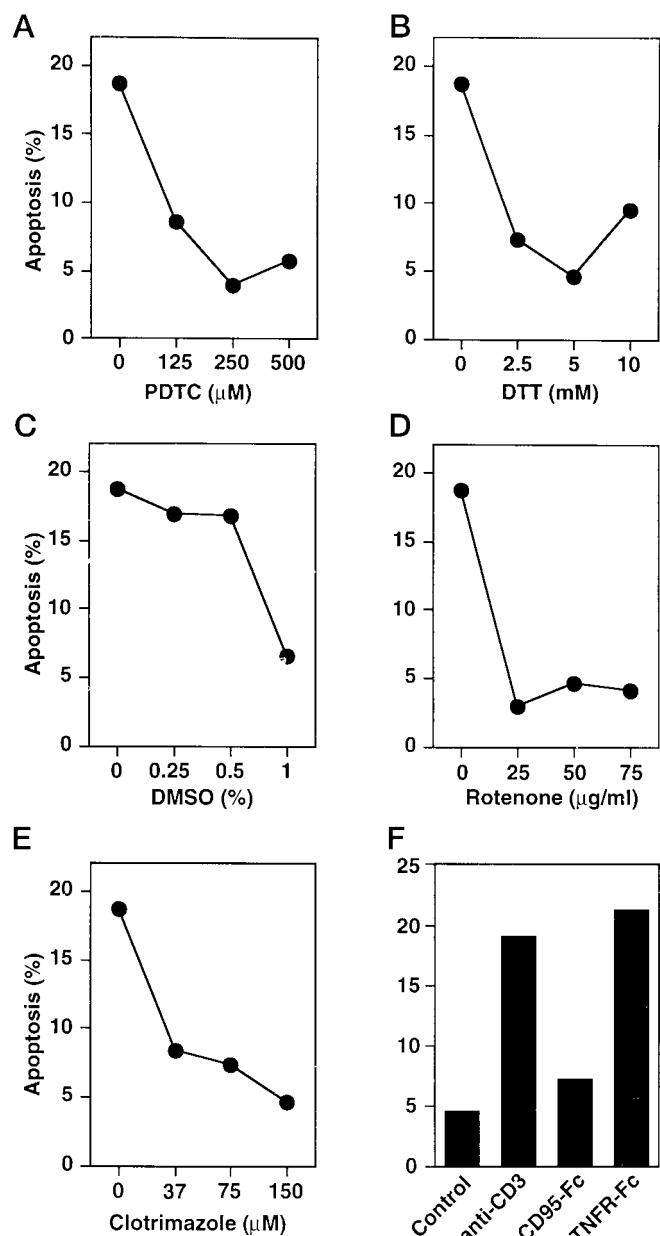 A
20
15
10
5
0
Apoptosis (%)
0 125 250 500
PDTC (μM)
B
20
15
10
5
0
0 2.5 5 10
DTT (mM)
C
20
15
10
5
0
Apoptosis (%)
0 0.25 0.5 1
DMSO (%)
D
20
15
10
5
0
0 25 50 75
Rotenone (μg/ml)
E
20
15
10
5
0
Apoptosis (%)
0 37 75 150
Clotrimazole (μM)
F
25
20
15
10
5
0
Control
anti-CD3
CD95-Fc
TNFR-Fc